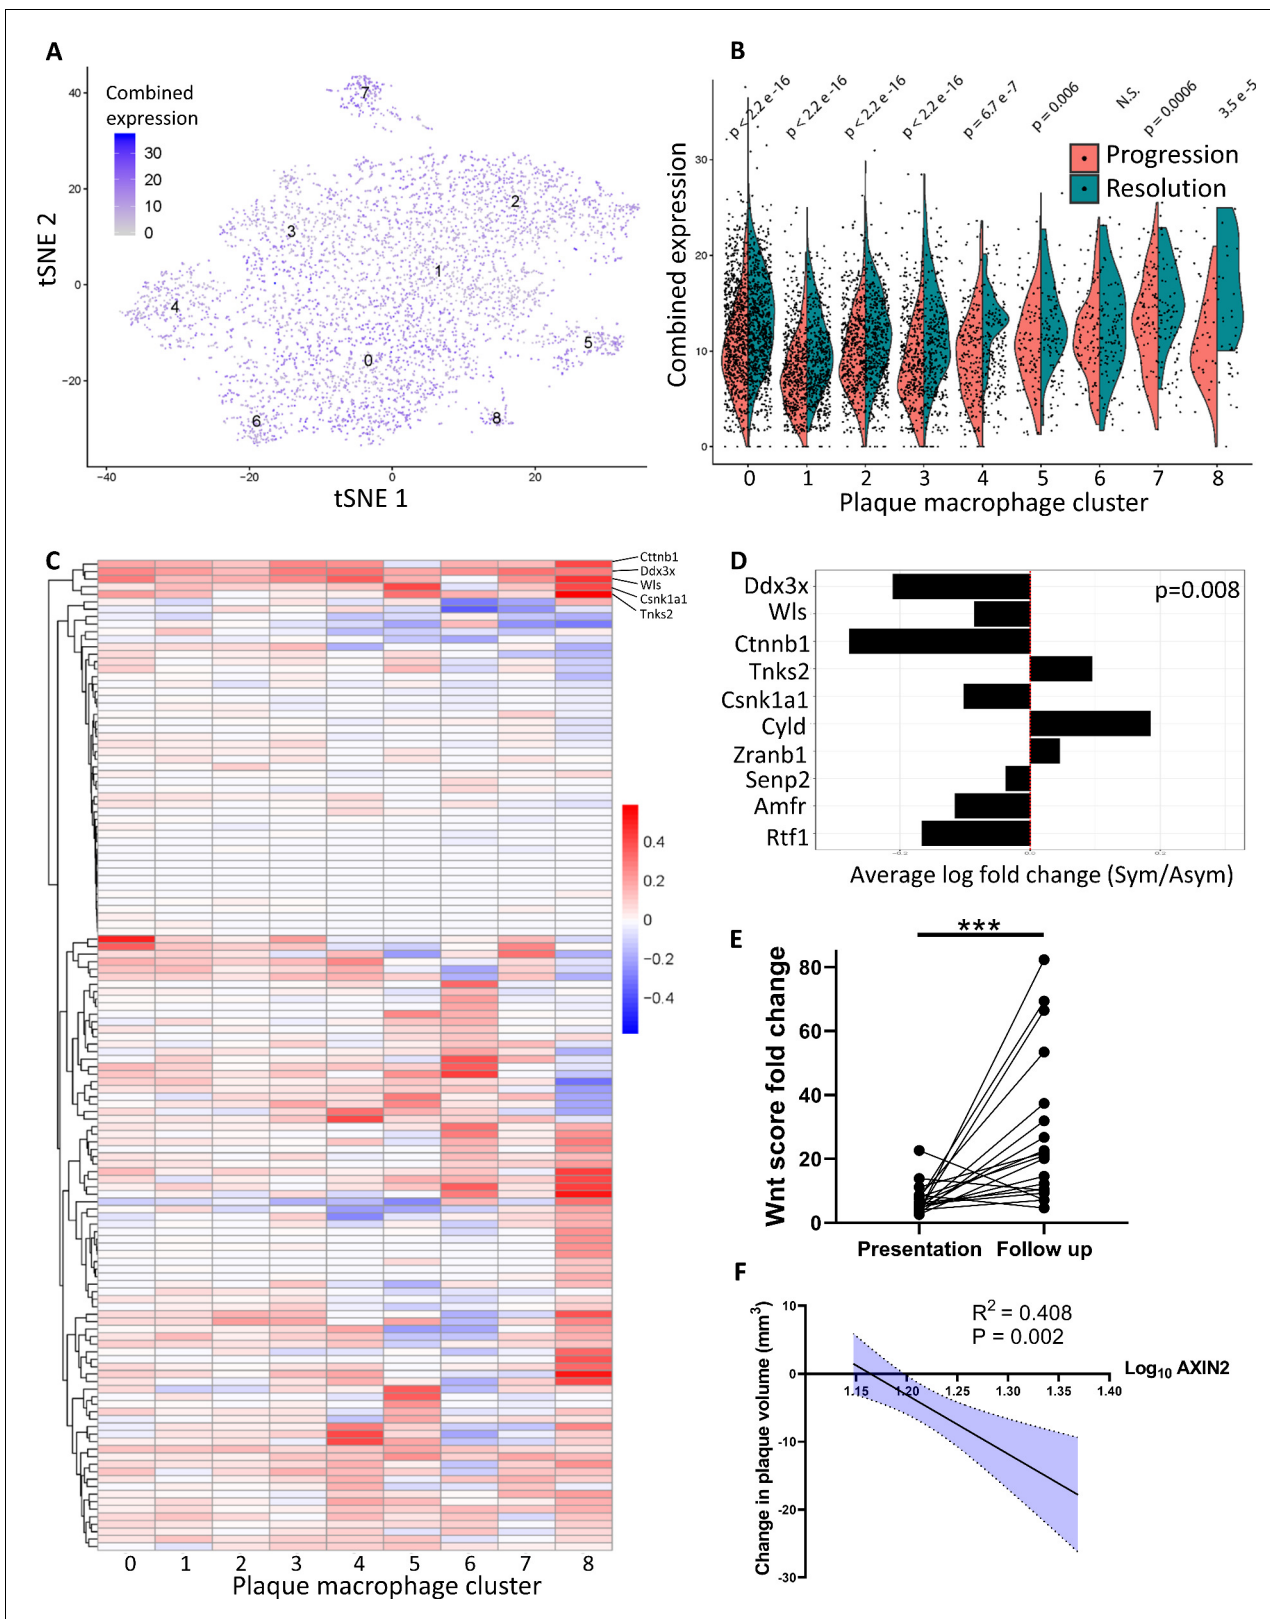 A
Combined
expression
30
20
10
0
tSNE 2
40
20
0
−20
−40
−20
0
20
tSNE 1
7
2
3
1
4
5
0
6
8
B
p < 2.2 e -16
p < 2.2 e -16
p < 2.2 e -16
p < 2.2 e -16
p = 6.7 e -7
p = 0.006
N.S.
p = 0.0006
3.5 e -5
Progression
Resolution
Combined expression
30
20
10
0
0 1 2 3 4 5 6 7 8
Plaque macrophage cluster
C
Cttnb1
Ddx3x
Wls
Csnk1a1
Tnks2
0.4
0.2
0
−0.2
−0.4
0 1 2 3 4 5 6 7 8
Plaque macrophage cluster
D
Ddx3x
Wls
Ctnnb1
Tnks2
Csnk1a1
Cyld
Zranb1
Senp2
Amfr
Rtf1
p=0.008
Average log fold change (Sym/Asym)
E
***
Wnt score fold change
80
60
40
20
0
Presentation Follow up
F
R2 = 0.408
P = 0.002
Change in plaque volume (mm3)
10
0
-10
-20
-30
1.15 1.20 1.25 1.30 1.35 1.40
Log10 AXIN2